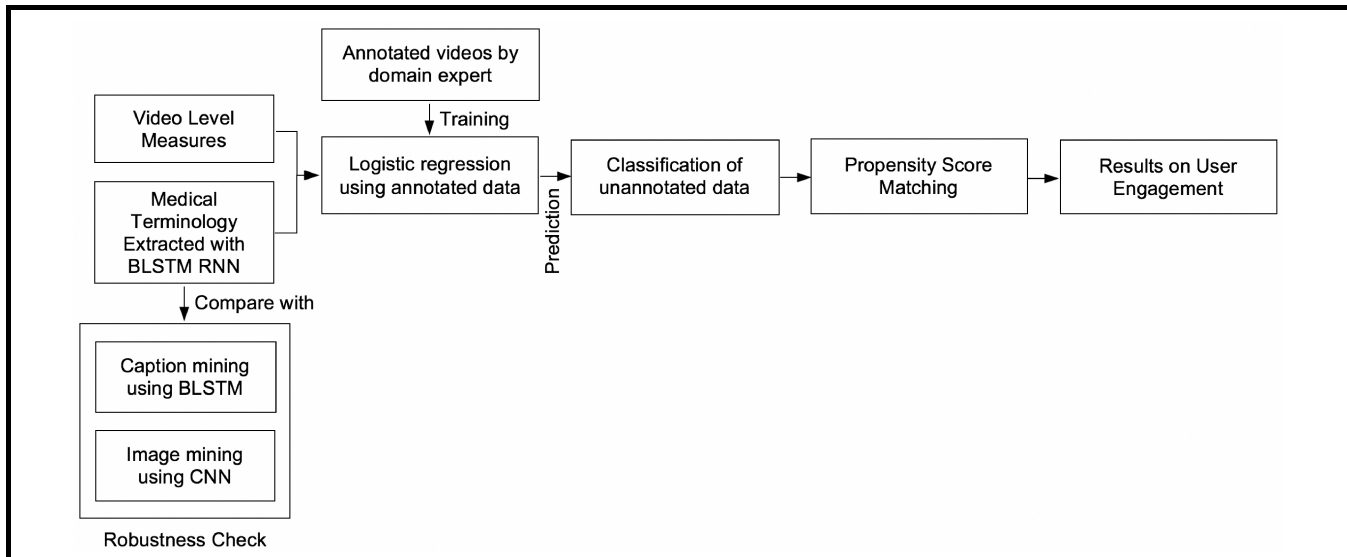 Annotated videos by
domain expert
Training
Video Level
Measures
Medical
Terminology
Extracted with
BLSTM RNN
Logistic regression
using annotated data
Prediction
Classification of
unannotated data
Propensity Score
Matching
Results on User
Engagement
Compare with
Caption mining
using BLSTM
Image mining
using CNN
Robustness Check